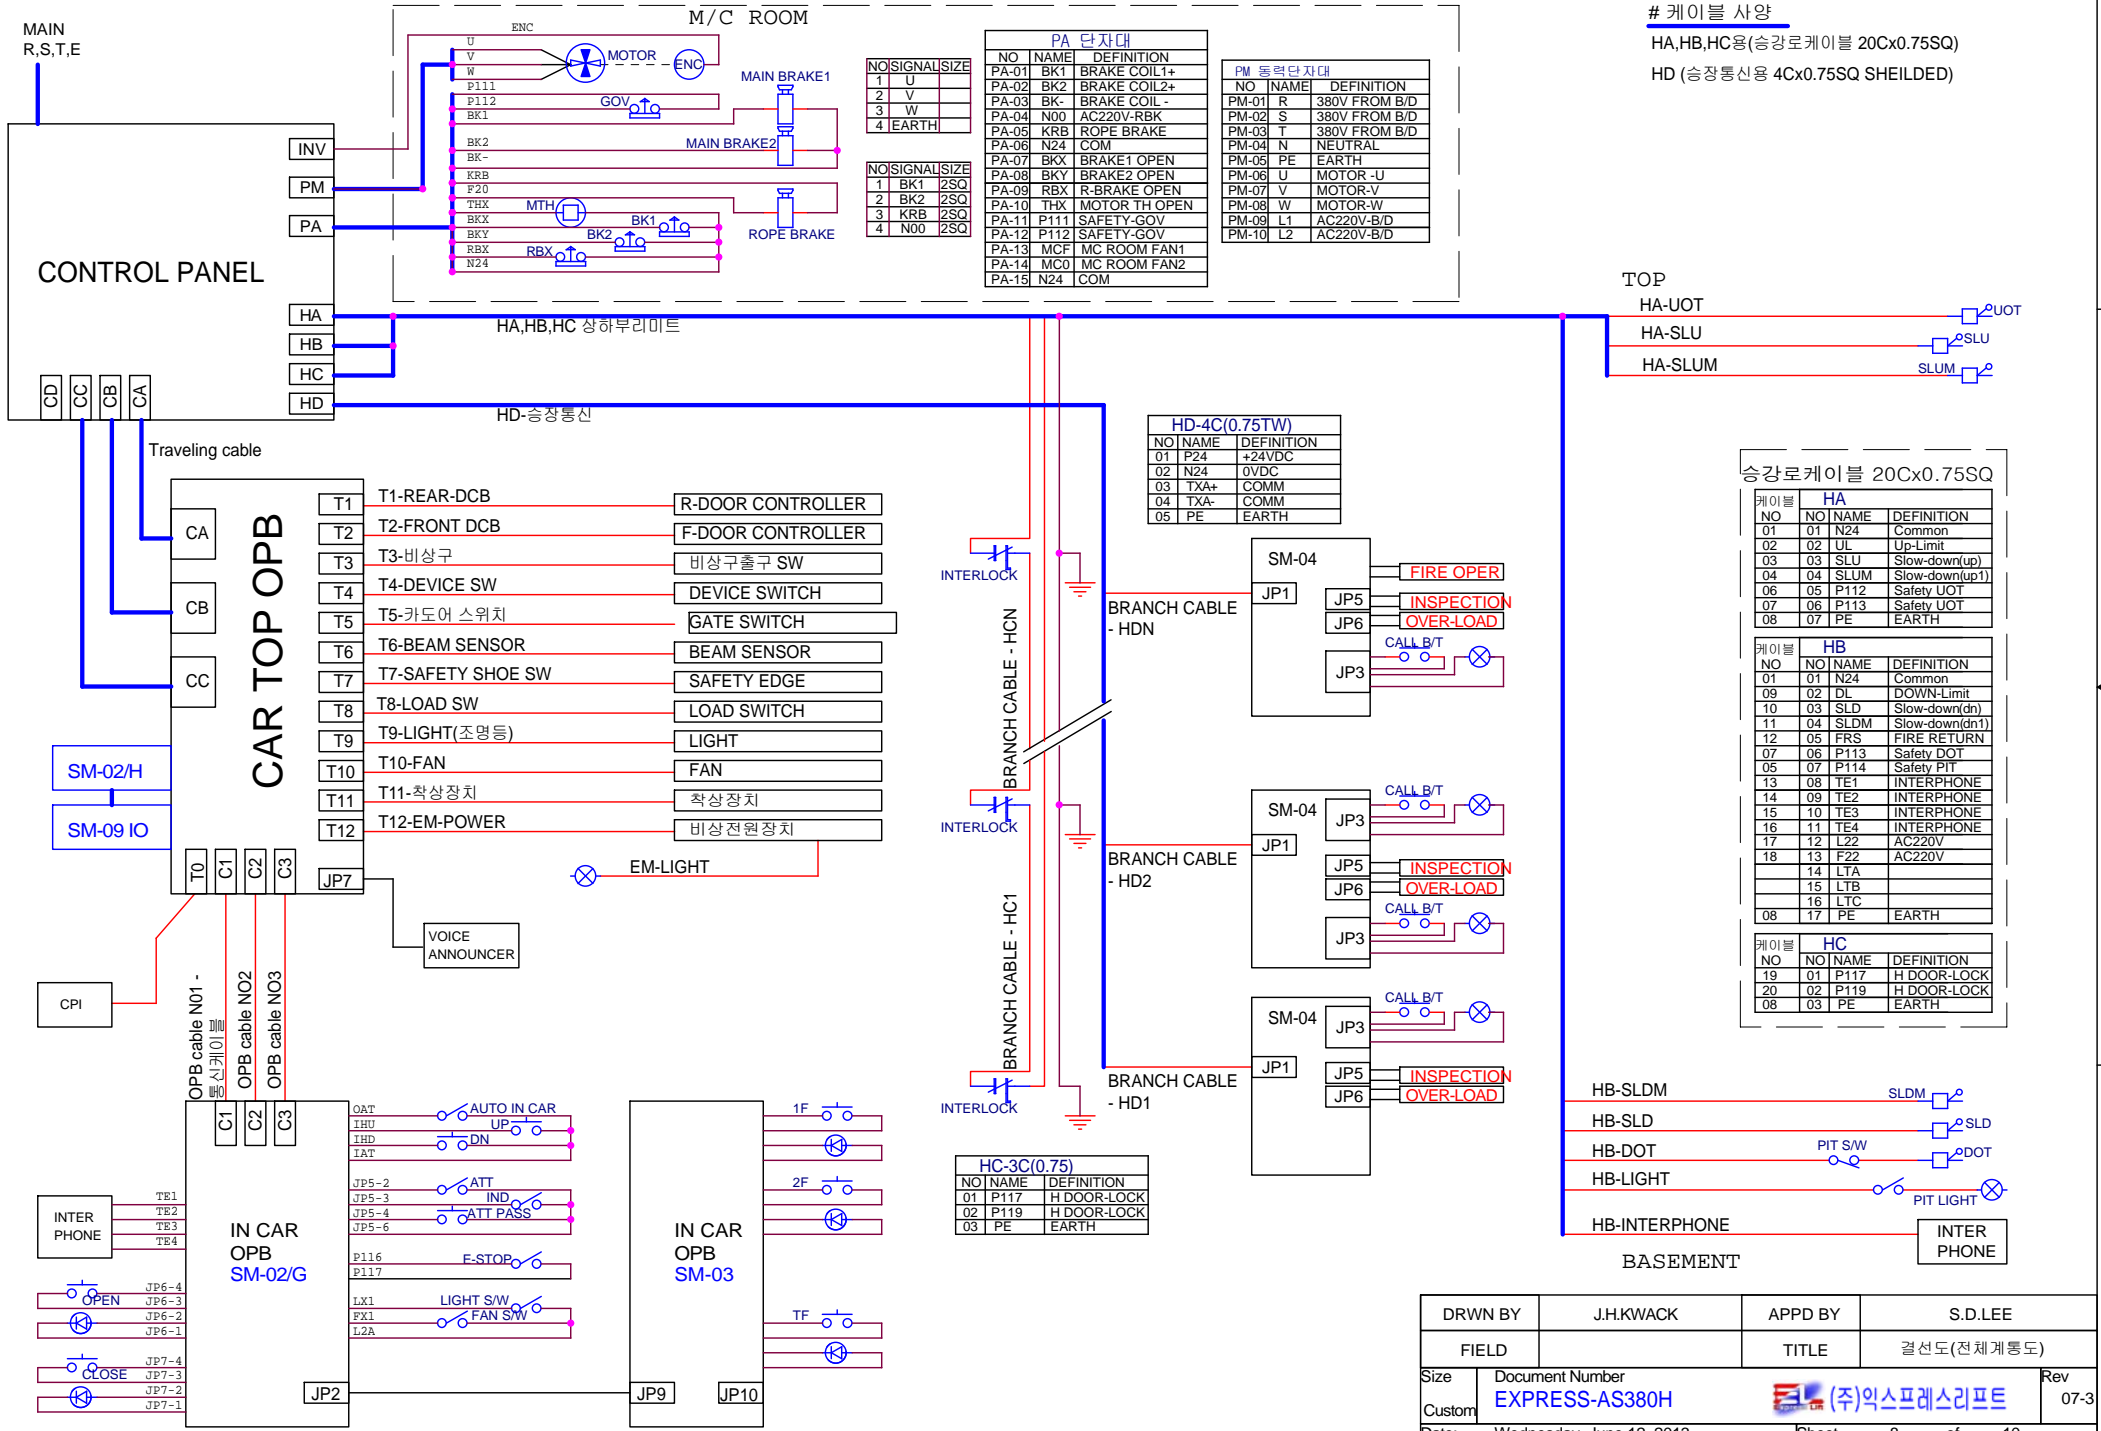 MAIN
R,S,T,E
CONTROL PANEL
INV
PM
PA
HA
HB
HC
HD
CD
CC
CB
CA
Traveling cable
M/C ROOM
ENC
U
V
W
P111
P112
BK1
BK2
BK-
KRB
F20
THX
BKX
BKY
RBX
N24
MOTOR
ENC
GOV
MAIN BRAKE1
MAIN BRAKE2
MTH
BK1
BK2
RBX
ROPE BRAKE
NO SIGNAL SIZE
1 U
2 V
3 W
4 EARTH
NO SIGNAL SIZE
1 BK1 2SQ
2 BK2 2SQ
3 KRB 2SQ
4 N00 2SQ
PA 단자대
NO NAME DEFINITION
PA-01 BK1 BRAKE COIL1+
PA-02 BK2 BRAKE COIL2+
PA-03 BK- BRAKE COIL -
PA-04 N00 AC220V-RBK
PA-05 KRB ROPE BRAKE
PA-06 N24 COM
PA-07 BKX BRAKE1 OPEN
PA-08 BKY BRAKE2 OPEN
PA-09 RBX R-BRAKE OPEN
PA-10 THX MOTOR TH OPEN
PA-11 P111 SAFETY-GOV
PA-12 P112 SAFETY-GOV
PA-13 MCF MC ROOM FAN1
PA-14 MC0 MC ROOM FAN2
PA-15 N24 COM
PM 동력단자대
NO NAME DEFINITION
PM-01 R 380V FROM B/D
PM-02 S 380V FROM B/D
PM-03 T 380V FROM B/D
PM-04 N NEUTRAL
PM-05 PE EARTH
PM-06 U MOTOR -U
PM-07 V MOTOR-V
PM-08 W MOTOR-W
PM-09 L1 AC220V-B/D
PM-10 L2 AC220V-B/D
# 케이블 사양
HA,HB,HC용(승강로케이블 20Cx0.75SQ)
HD (승장통신용 4Cx0.75SQ SHEILDED)
HA,HB,HC 상하부리미트
HD-승장통신
TOP
HA-UOT
UOT
HA-SLU
SLU
HA-SLUM
SLUM
CA
CB
CC
CAR TOP OPB
SM-02/H
SM-09 IO
T1 T1-REAR-DCB R-DOOR CONTROLLER
T2 T2-FRONT DCB F-DOOR CONTROLLER
T3 T3-비상구 비상구출구 SW
T4 T4-DEVICE SW DEVICE SWITCH
T5 T5-카도어 스위치 GATE SWITCH
T6 T6-BEAM SENSOR BEAM SENSOR
T7 T7-SAFETY SHOE SW SAFETY EDGE
T8 T8-LOAD SW LOAD SWITCH
T9 T9-LIGHT(조명등) LIGHT
T10 T10-FAN FAN
T11 T11-착상장치 착상장치
T12 T12-EM-POWER 비상전원장치
EM-LIGHT
T0
C1
C2
C3
JP7
VOICE
ANNOUNCER
CPI
OPB cable N01 -
통신케이블
OPB cable NO2
OPB cable NO3
HD-4C(0.75TW)
NO NAME DEFINITION
01 P24 +24VDC
02 N24 0VDC
03 TXA+ COMM
04 TXA- COMM
05 PE EARTH
INTERLOCK
BRANCH CABLE - HCN
INTERLOCK
BRANCH CABLE - HC1
INTERLOCK
BRANCH CABLE
- HDN
SM-04
JP1
FIRE OPER
JP5
INSPECTION
JP6
OVER-LOAD
CALL B/T
JP3
BRANCH CABLE
- HD2
SM-04
CALL B/T
JP3
JP1
JP5
INSPECTION
JP6
OVER-LOAD
CALL B/T
JP3
BRANCH CABLE
- HD1
SM-04
CALL B/T
JP3
JP1
JP5
INSPECTION
JP6
OVER-LOAD
승강로케이블 20Cx0.75SQ
케이블 HA
NO NO NAME DEFINITION
01 01 N24 Common
02 02 UL Up-Limit
03 03 SLU Slow-down(up)
04 04 SLUM Slow-down(up1)
06 05 P112 Safety UOT
07 06 P113 Safety UOT
08 07 PE EARTH
케이블 HB
NO NO NAME DEFINITION
01 01 N24 Common
09 02 DL DOWN-Limit
10 03 SLD Slow-down(dn)
11 04 SLDM Slow-down(dn1)
12 05 FRS FIRE RETURN
07 06 P113 Safety DOT
05 07 P114 Safety PIT
13 08 TE1 INTERPHONE
14 09 TE2 INTERPHONE
15 10 TE3 INTERPHONE
16 11 TE4 INTERPHONE
17 12 L22 AC220V
18 13 F22 AC220V
14 LTA
15 LTB
16 LTC
08 17 PE EARTH
케이블 HC
NO NO NAME DEFINITION
19 01 P117 H DOOR-LOCK
20 02 P119 H DOOR-LOCK
08 03 PE EARTH
C1
C2
C3
INTER
PHONE
TE1
TE2
TE3
TE4
IN CAR
OPB
SM-02/G
OAT
IHU
IHD
IAT
AUTO IN CAR
UP
DN
JP5-2
JP5-3
JP5-4
JP5-6
ATT
IND
ATT PASS
P116
P117
E-STOP
LX1
FX1
L2A
LIGHT S/W
FAN S/W
OPEN
JP6-4
JP6-3
JP6-2
JP6-1
CLOSE
JP7-4
JP7-3
JP7-2
JP7-1
JP2
IN CAR
OPB
SM-03
JP9
JP10
1F
2F
TF
HC-3C(0.75)
NO NAME DEFINITION
01 P117 H DOOR-LOCK
02 P119 H DOOR-LOCK
03 PE EARTH
HB-SLDM
SLDM
HB-SLD
SLD
HB-DOT
PIT S/W
DOT
HB-LIGHT
PIT LIGHT
HB-INTERPHONE
INTER
PHONE
BASEMENT
DRWN BY J.H.KWACK APPD BY S.D.LEE
FIELD TITLE 결선도(전체계통도)
Size Document Number Rev
Custom EXPRESS-AS380H (주)익스프레스리프트 07-3
Date: Wednesday, June 12, 2013 Sheet 8 of 10